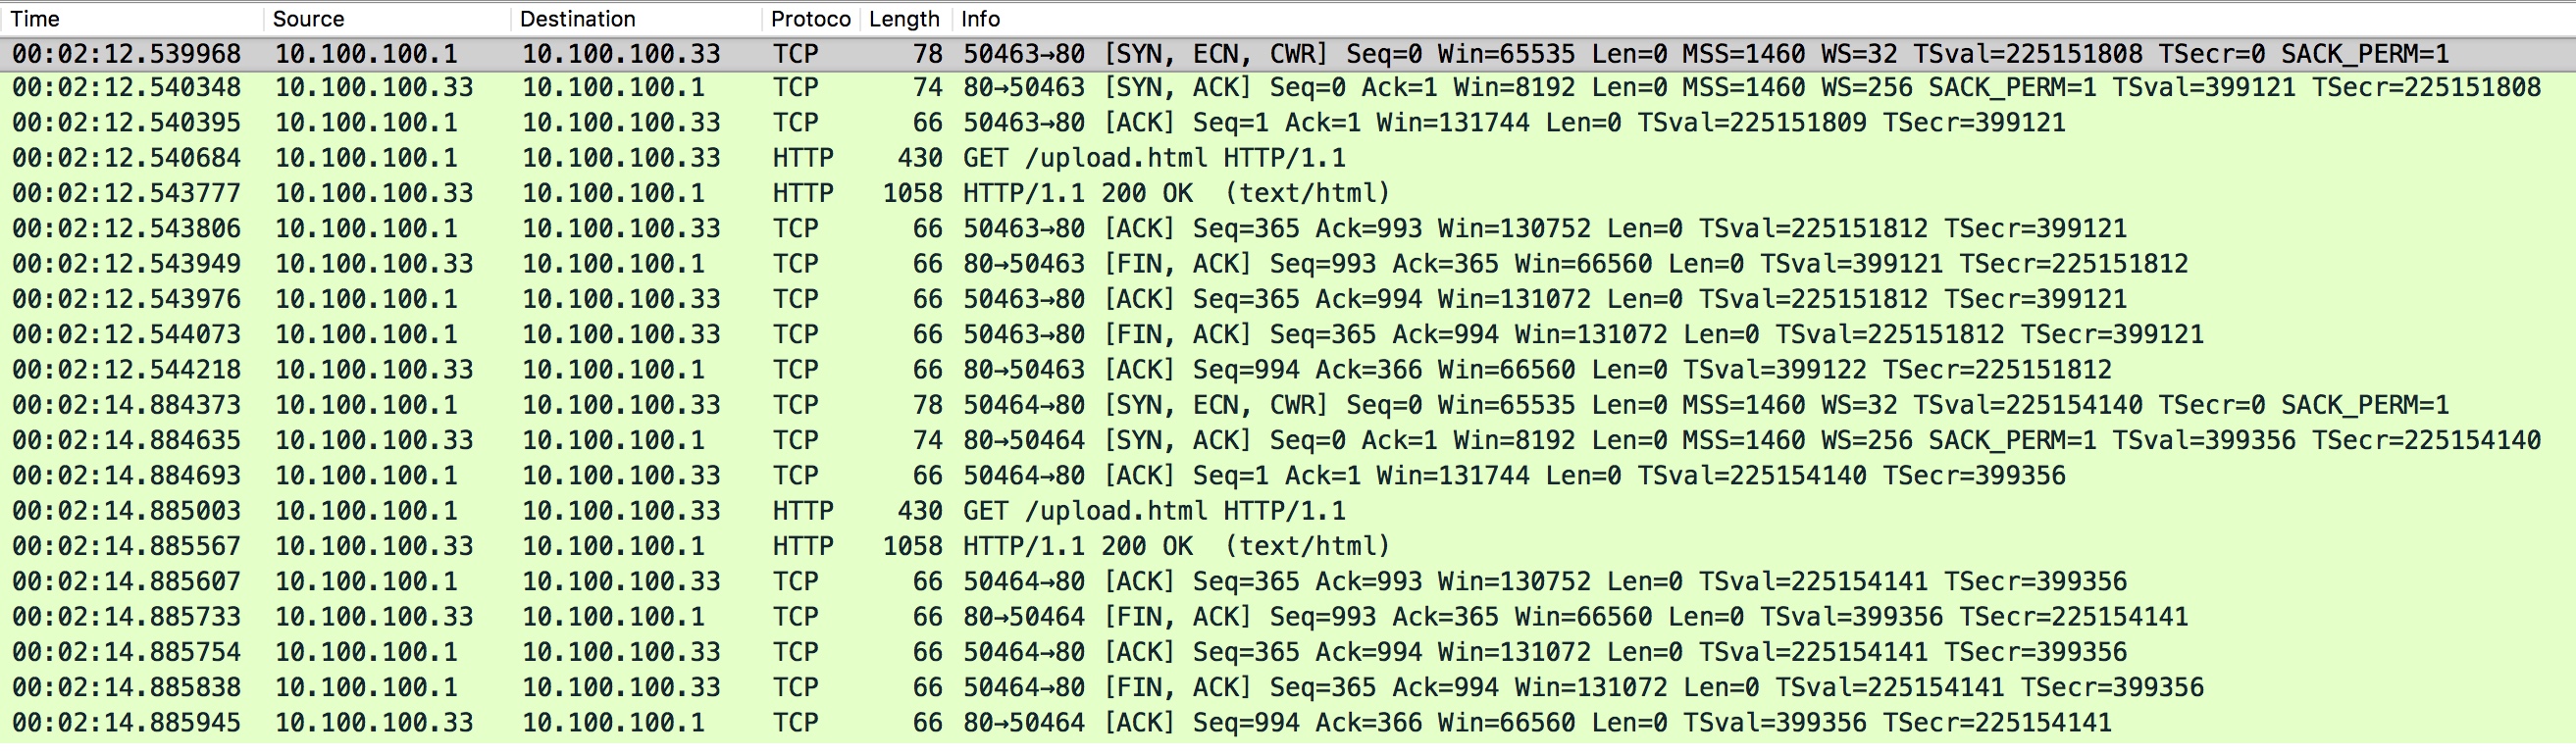 Time Source Destination Protoco Length Info
00:02:12.539968 10.100.100.1 10.100.100.33 TCP 78 50463→80 [SYN, ECN, CWR] Seq=0 Win=65535 Len=0 MSS=1460 WS=32 TSval=225151808 TSecr=0 SACK_PERM=1
00:02:12.540348 10.100.100.33 10.100.100.1 TCP 74 80→50463 [SYN, ACK] Seq=0 Ack=1 Win=8192 Len=0 MSS=1460 WS=256 SACK_PERM=1 TSval=399121 TSecr=225151808
00:02:12.540395 10.100.100.1 10.100.100.33 TCP 66 50463→80 [ACK] Seq=1 Ack=1 Win=131744 Len=0 TSval=225151809 TSecr=399121
00:02:12.540684 10.100.100.1 10.100.100.33 HTTP 430 GET /upload.html HTTP/1.1
00:02:12.543777 10.100.100.33 10.100.100.1 HTTP 1058 HTTP/1.1 200 OK (text/html)
00:02:12.543806 10.100.100.1 10.100.100.33 TCP 66 50463→80 [ACK] Seq=365 Ack=993 Win=130752 Len=0 TSval=225151812 TSecr=399121
00:02:12.543949 10.100.100.33 10.100.100.1 TCP 66 80→50463 [FIN, ACK] Seq=993 Ack=365 Win=66560 Len=0 TSval=399121 TSecr=225151812
00:02:12.543976 10.100.100.1 10.100.100.33 TCP 66 50463→80 [ACK] Seq=365 Ack=994 Win=131072 Len=0 TSval=225151812 TSecr=399121
00:02:12.544073 10.100.100.1 10.100.100.33 TCP 66 50463→80 [FIN, ACK] Seq=365 Ack=994 Win=131072 Len=0 TSval=225151812 TSecr=399121
00:02:12.544218 10.100.100.33 10.100.100.1 TCP 66 80→50463 [ACK] Seq=994 Ack=366 Win=66560 Len=0 TSval=399122 TSecr=225151812
00:02:14.884373 10.100.100.1 10.100.100.33 TCP 78 50464→80 [SYN, ECN, CWR] Seq=0 Win=65535 Len=0 MSS=1460 WS=32 TSval=225154140 TSecr=0 SACK_PERM=1
00:02:14.884635 10.100.100.33 10.100.100.1 TCP 74 80→50464 [SYN, ACK] Seq=0 Ack=1 Win=8192 Len=0 MSS=1460 WS=256 SACK_PERM=1 TSval=399356 TSecr=225154140
00:02:14.884693 10.100.100.1 10.100.100.33 TCP 66 50464→80 [ACK] Seq=1 Ack=1 Win=131744 Len=0 TSval=225154140 TSecr=399356
00:02:14.885003 10.100.100.1 10.100.100.33 HTTP 430 GET /upload.html HTTP/1.1
00:02:14.885567 10.100.100.33 10.100.100.1 HTTP 1058 HTTP/1.1 200 OK (text/html)
00:02:14.885607 10.100.100.1 10.100.100.33 TCP 66 50464→80 [ACK] Seq=365 Ack=993 Win=130752 Len=0 TSval=225154141 TSecr=399356
00:02:14.885733 10.100.100.33 10.100.100.1 TCP 66 80→50464 [FIN, ACK] Seq=993 Ack=365 Win=66560 Len=0 TSval=399356 TSecr=225154141
00:02:14.885754 10.100.100.1 10.100.100.33 TCP 66 50464→80 [ACK] Seq=365 Ack=994 Win=131072 Len=0 TSval=225154141 TSecr=399356
00:02:14.885838 10.100.100.1 10.100.100.33 TCP 66 50464→80 [FIN, ACK] Seq=365 Ack=994 Win=131072 Len=0 TSval=225154141 TSecr=399356
00:02:14.885945 10.100.100.33 10.100.100.1 TCP 66 80→50464 [ACK] Seq=994 Ack=366 Win=66560 Len=0 TSval=399356 TSecr=225154141